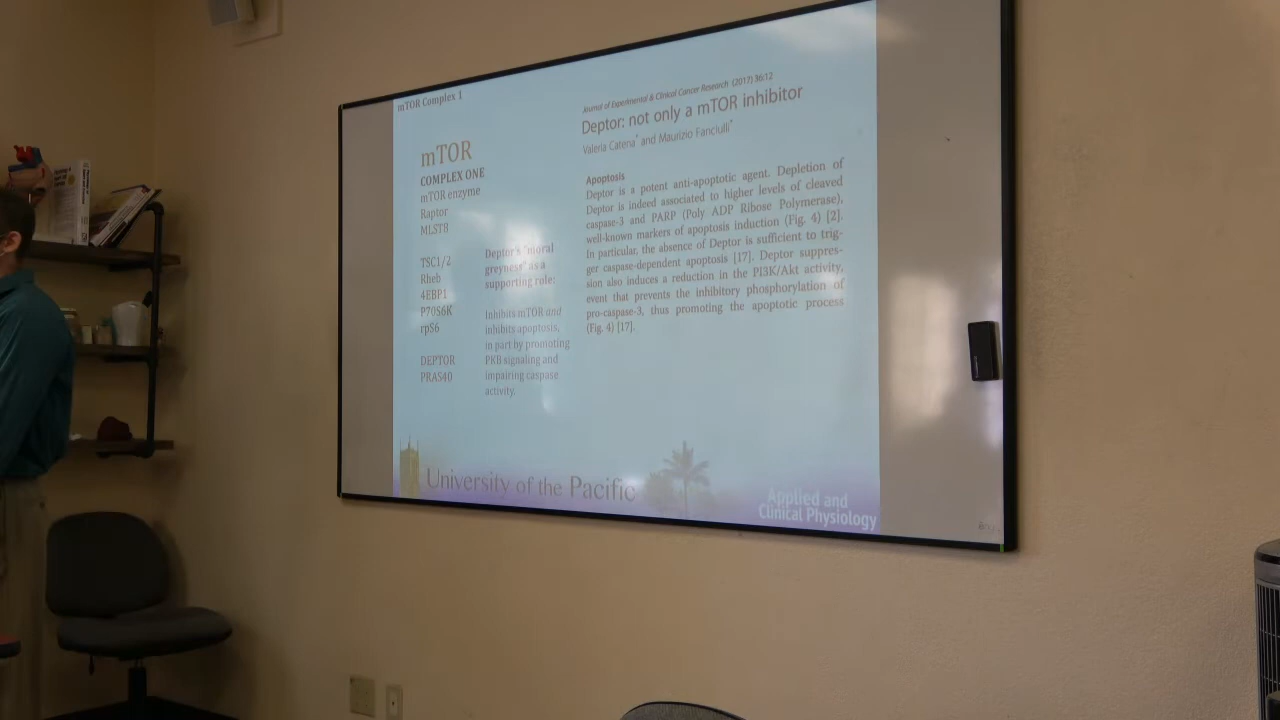 mTOR Complex 1
mTOR
COMPLEX ONE
mTOR enzyme
Raptor
MLST8
TSC1/2
Rheb
4EBP1
P70S6K
rpS6
DEPTOR
PRAS40
Deptor's "moral
greyness" as a
supporting role:
Inhibits mTOR and
inhibits apoptosis,
in part by promoting
PKB signaling and
impairing caspase
activity.
Journal of Experimental & Clinical Cancer Research (2017) 36:12
Deptor: not only a mTOR inhibitor
Valeria Catena* and Maurizio Fanciulli*
Apoptosis
Deptor is a potent anti-apoptotic agent. Depletion of
Deptor is indeed associated to higher levels of cleaved
caspase-3 and PARP (Poly ADP Ribose Polymerase),
well-known markers of apoptosis induction (Fig. 4) [2].
In particular, the absence of Deptor is sufficient to trig-
ger caspase-dependent apoptosis [17]. Deptor suppres-
sion also induces a reduction in the PI3K/Akt activity,
event that prevents the inhibitory phosphorylation of
pro-caspase-3, thus promoting the apoptotic process
(Fig. 4) [17].
University of the Pacific
Applied and
Clinical Physiology